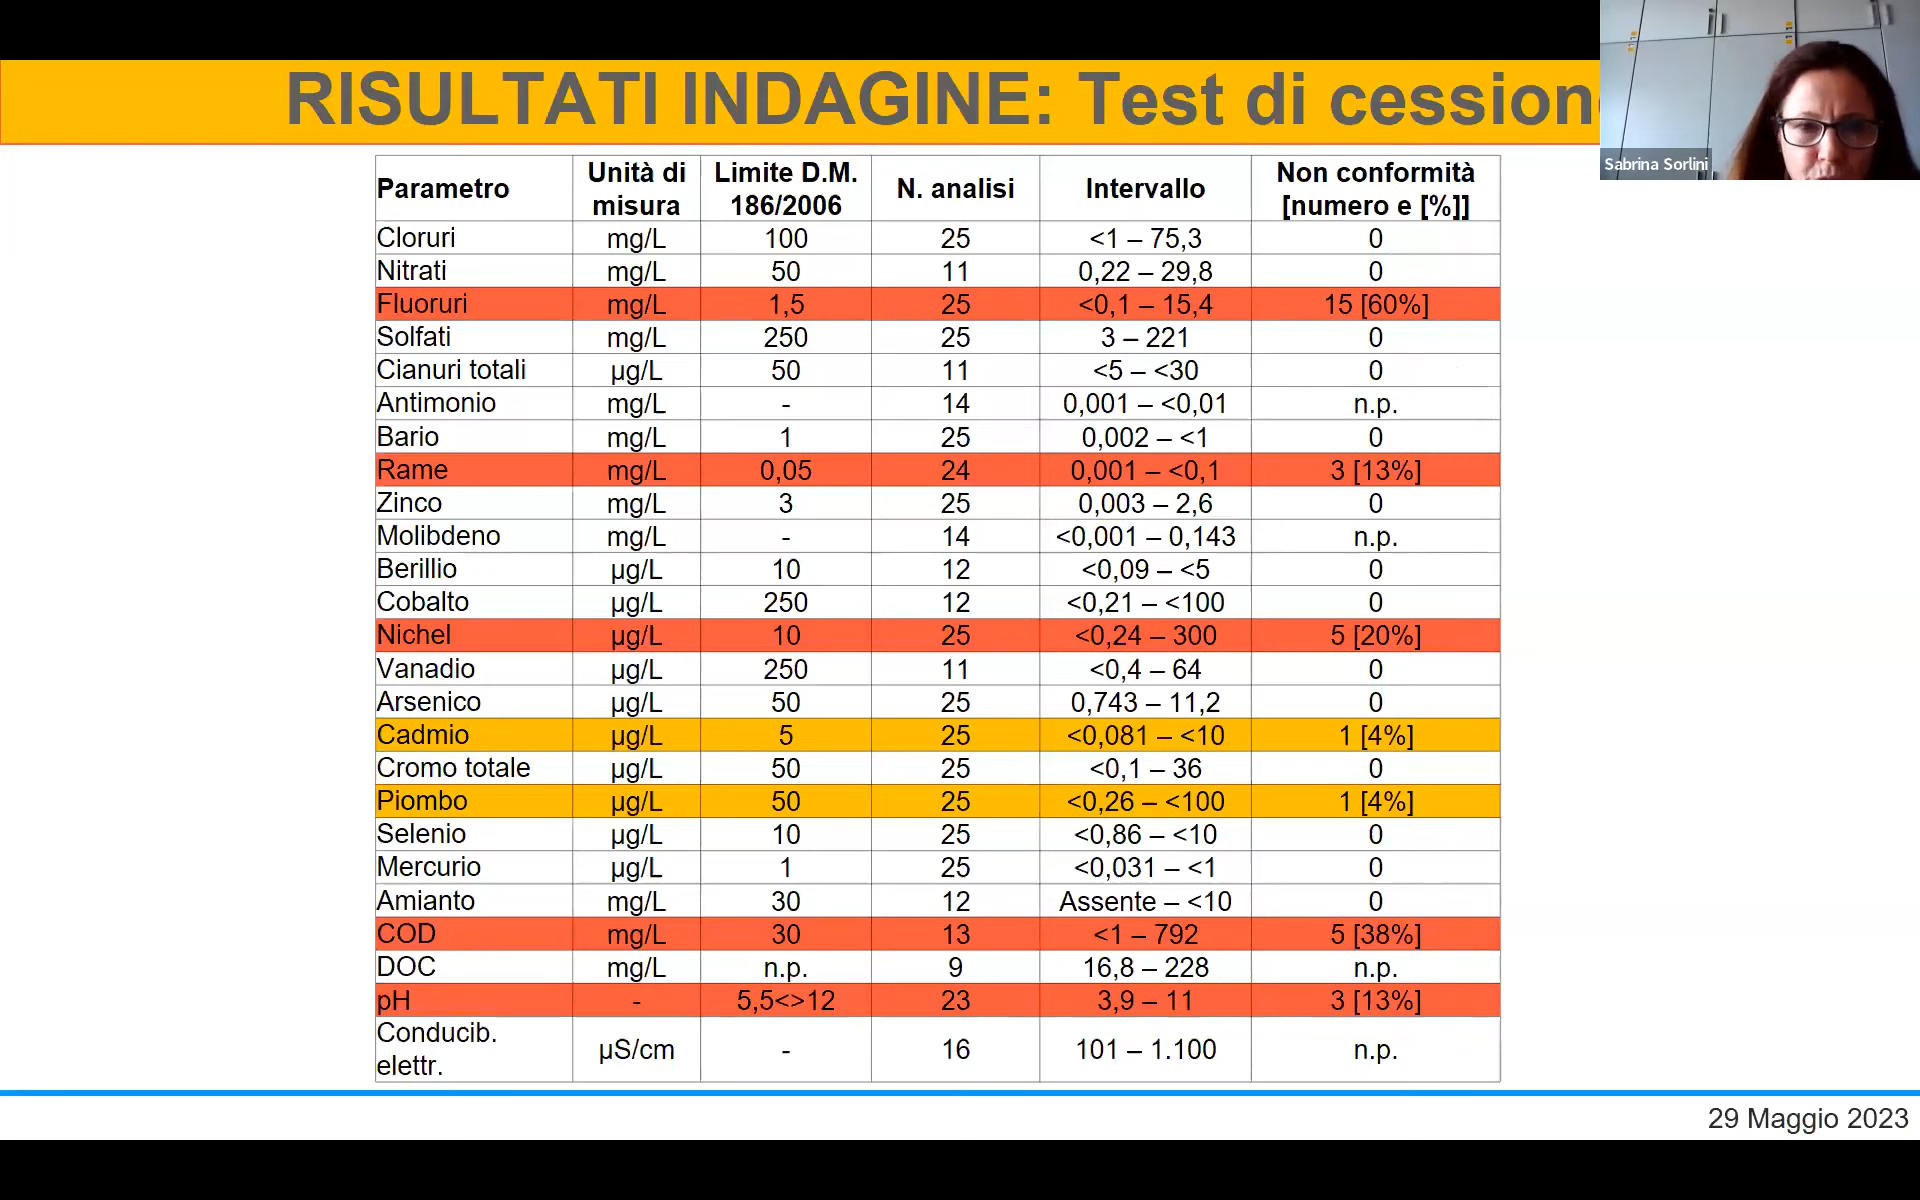 RISULTATI INDAGINE: Test di cession
Sabrina Sorlini
Parametro Unità di misura Limite D.M. 186/2006 N. analisi Intervallo Non conformità [numero e [%]]
Cloruri mg/L 100 25 <1 – 75,3 0
Nitrati mg/L 50 11 0,22 – 29,8 0
Fluoruri mg/L 1,5 25 <0,1 – 15,4 15 [60%]
Solfati mg/L 250 25 3 – 221 0
Cianuri totali µg/L 50 11 <5 – <30 0
Antimonio mg/L - 14 0,001 – <0,01 n.p.
Bario mg/L 1 25 0,002 – <1 0
Rame mg/L 0,05 24 0,001 – <0,1 3 [13%]
Zinco mg/L 3 25 0,003 – 2,6 0
Molibdeno mg/L - 14 <0,001 – 0,143 n.p.
Berillio µg/L 10 12 <0,09 – <5 0
Cobalto µg/L 250 12 <0,21 – <100 0
Nichel µg/L 10 25 <0,24 – 300 5 [20%]
Vanadio µg/L 250 11 <0,4 – 64 0
Arsenico µg/L 50 25 0,743 – 11,2 0
Cadmio µg/L 5 25 <0,081 – <10 1 [4%]
Cromo totale µg/L 50 25 <0,1 – 36 0
Piombo µg/L 50 25 <0,26 – <100 1 [4%]
Selenio µg/L 10 25 <0,86 – <10 0
Mercurio µg/L 1 25 <0,031 – <1 0
Amianto mg/L 30 12 Assente – <10 0
COD mg/L 30 13 <1 – 792 5 [38%]
DOC mg/L n.p. 9 16,8 – 228 n.p.
pH - 5,5<>12 23 3,9 – 11 3 [13%]
Conducib. elettr. µS/cm - 16 101 – 1.100 n.p.
29 Maggio 2023